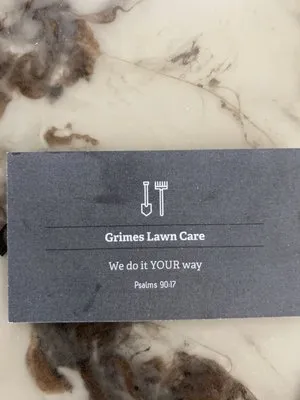 Grimes Lawn Care
We do it YOUR way
Psalms 90:17